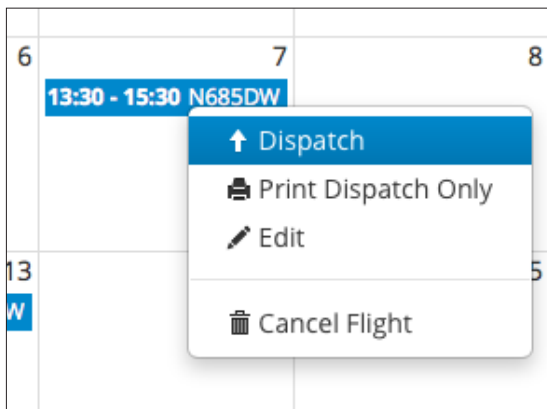 6 7 8
13:30 - 15:30 N685DW
Dispatch
Print Dispatch Only
Edit
13 5
W
Cancel Flight